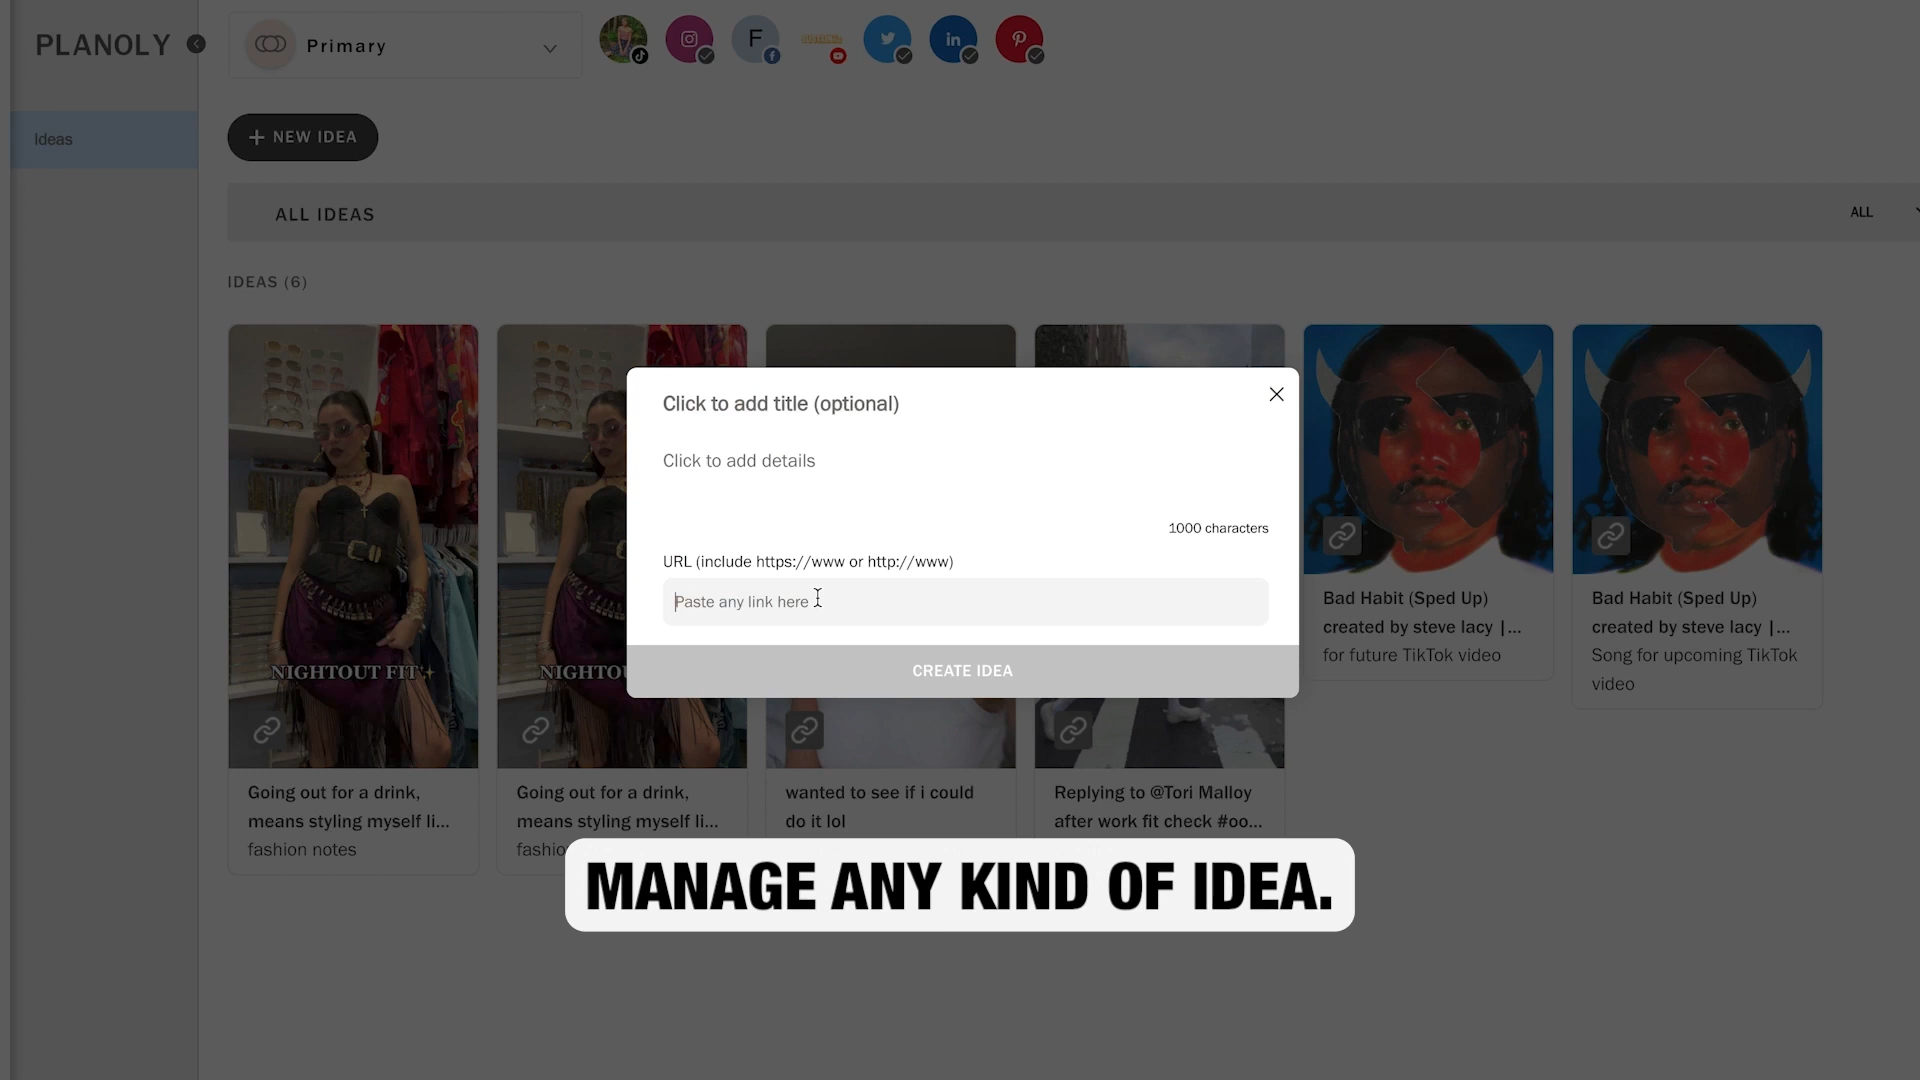 PLANOLY
Primary
F
Ideas
+ NEW IDEA
ALL IDEAS
ALL
IDEAS (6)
Click to add title (optional)
Click to add details
1000 characters
URL (include https://www or http://www)
Paste any link here
CREATE IDEA
NIGHTOUT FIT
NIGHTOU
Going out for a drink,
means styling myself li...
fashion notes
Going out for a drink,
means styling myself li...
fashio
wanted to see if i could
do it lol
Replying to @Tori Malloy
after work fit check #oo...
Bad Habit (Sped Up)
created by steve lacy |...
for future TikTok video
Bad Habit (Sped Up)
created by steve lacy |...
Song for upcoming TikTok
video
MANAGE ANY KIND OF IDEA.